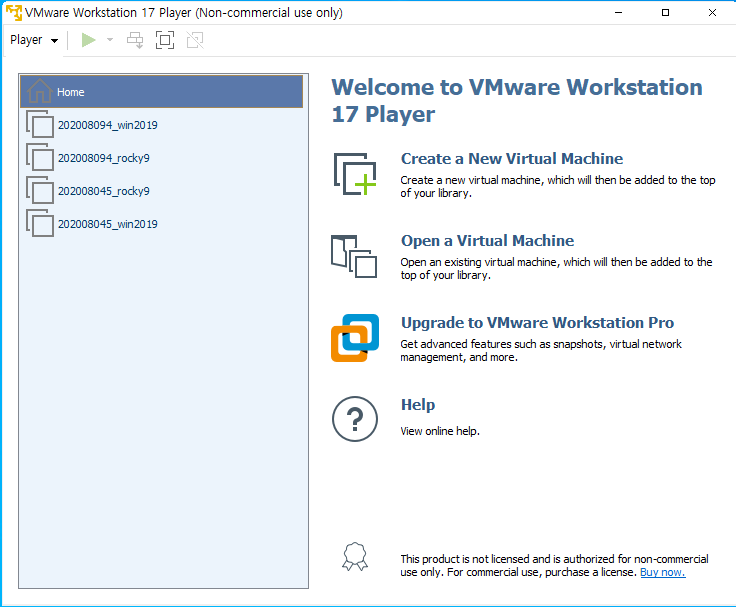 VMware Workstation 17 Player (Non-commercial use only)
Player
Home
202008094_win2019
202008094_rocky9
202008045_rocky9
202008045_win2019
Welcome to VMware Workstation
17 Player
Create a New Virtual Machine
Create a new virtual machine, which will then be added to the top
of your library.
Open a Virtual Machine
Open an existing virtual machine, which will then be added to the
top of your library.
Upgrade to VMware Workstation Pro
Get advanced features such as snapshots, virtual network
management, and more.
Help
View online help.
This product is not licensed and is authorized for non-commercial
use only. For commercial use, purchase a license. Buy now.